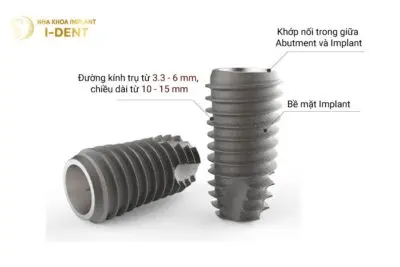 NHA KHOA IMPLANT
I-DENT
Khớp nối trong giữa
Abutment và Implant
Đường kính trụ từ 3.3 - 6 mm,
chiều dài từ 10 - 15 mm
Bề mặt Implant